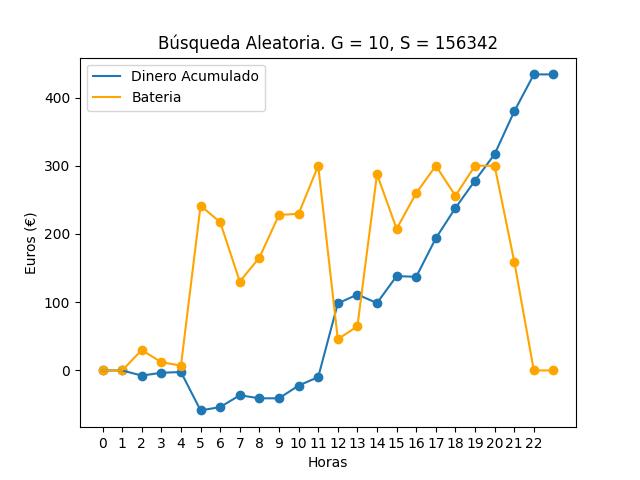 Búsqueda Aleatoria. G = 10, S = 156342
Dinero Acumulado
Bateria
Euros (€)
400
300
200
100
0
0 1 2 3 4 5 6 7 8 9 10 11 12 13 14 15 16 17 18 19 20 21 22
Horas